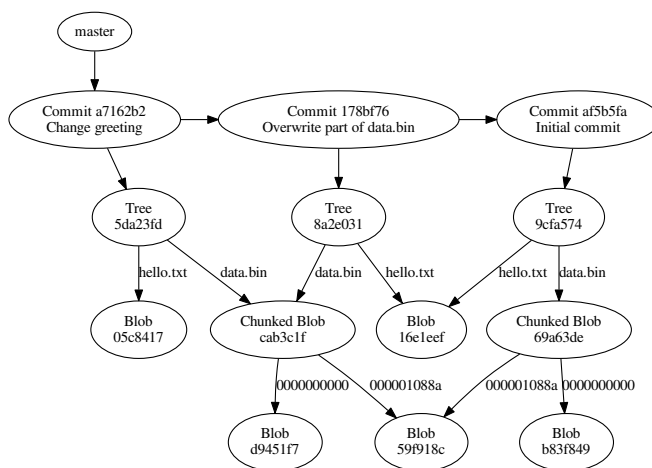 master
Commit a7162b2
Change greeting
Commit 178bf76
Overwrite part of data.bin
Commit af5b5fa
Initial commit
Tree
5da23fd
Tree
8a2e031
Tree
9cfa574
hello.txt
data.bin
data.bin
hello.txt
hello.txt
data.bin
Blob
05c8417
Chunked Blob
cab3c1f
Blob
16e1eef
Chunked Blob
69a63de
0000000000
000001088a
000001088a
0000000000
Blob
d9451f7
Blob
59f918c
Blob
b83f849